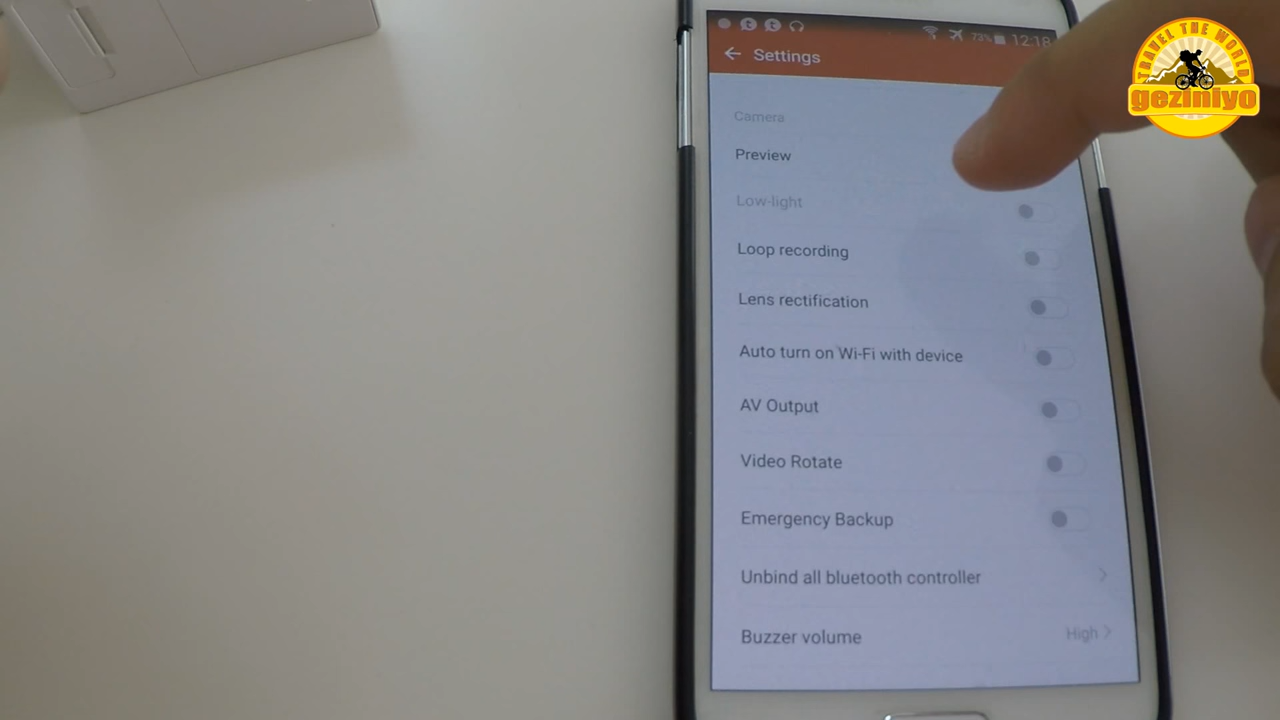 73% 12:18
Settings
Camera
Preview
Low-light
Loop recording
Lens rectification
Auto turn on Wi-Fi with device
AV Output
Video Rotate
Emergency Backup
Unbind all bluetooth controller
Buzzer volume High
TRAVEL THE WORLD
geziniyo